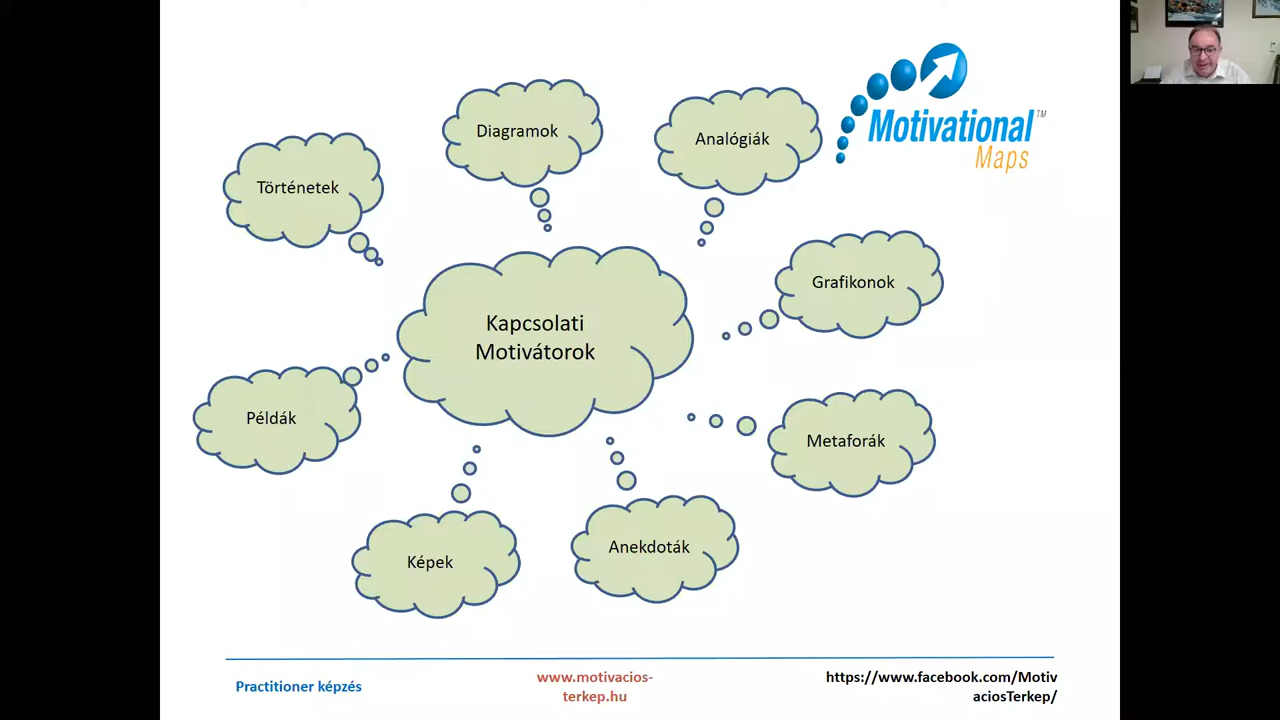 Diagramok
Analógiák
Történetek
Motivational™
Maps
Grafikonok
Kapcsolati
Motivátorok
Példák
Metaforák
Képek
Anekdoták
Practitioner képzés
www.motivacios-
terkep.hu
https://www.facebook.com/Motiv
aciosTerkep/